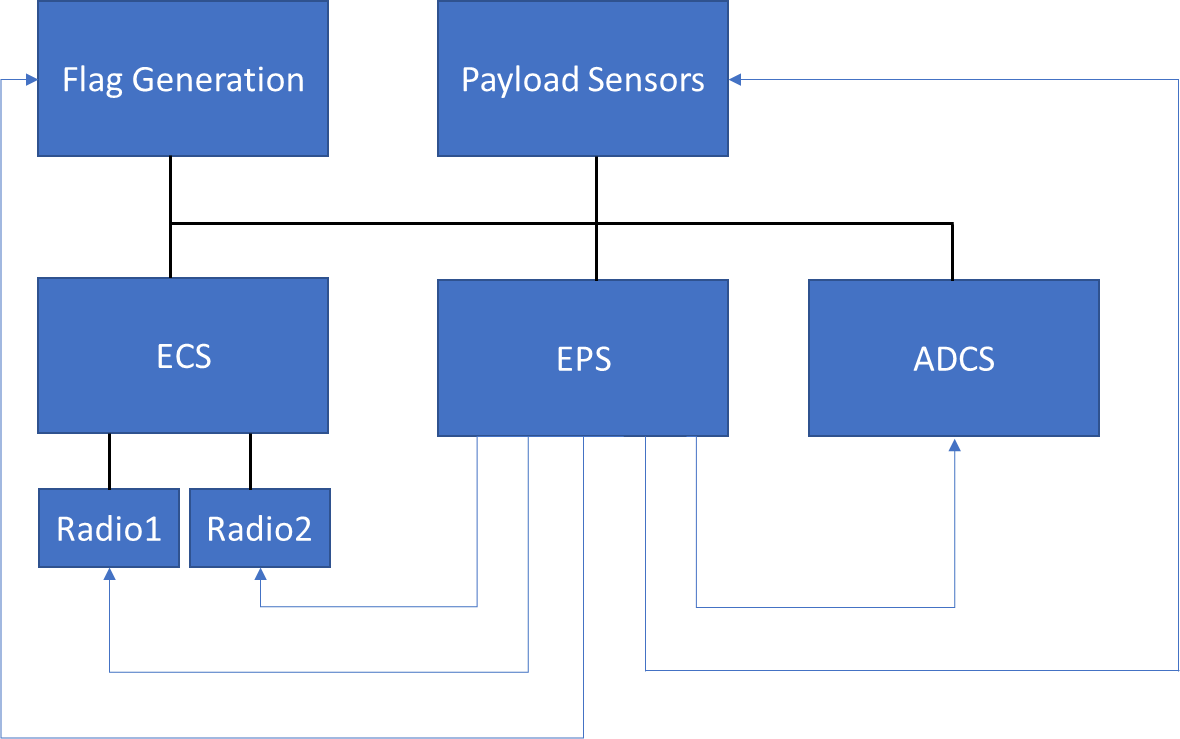 Flag Generation
Payload Sensors
ECS
EPS
ADCS
Radio1
Radio2